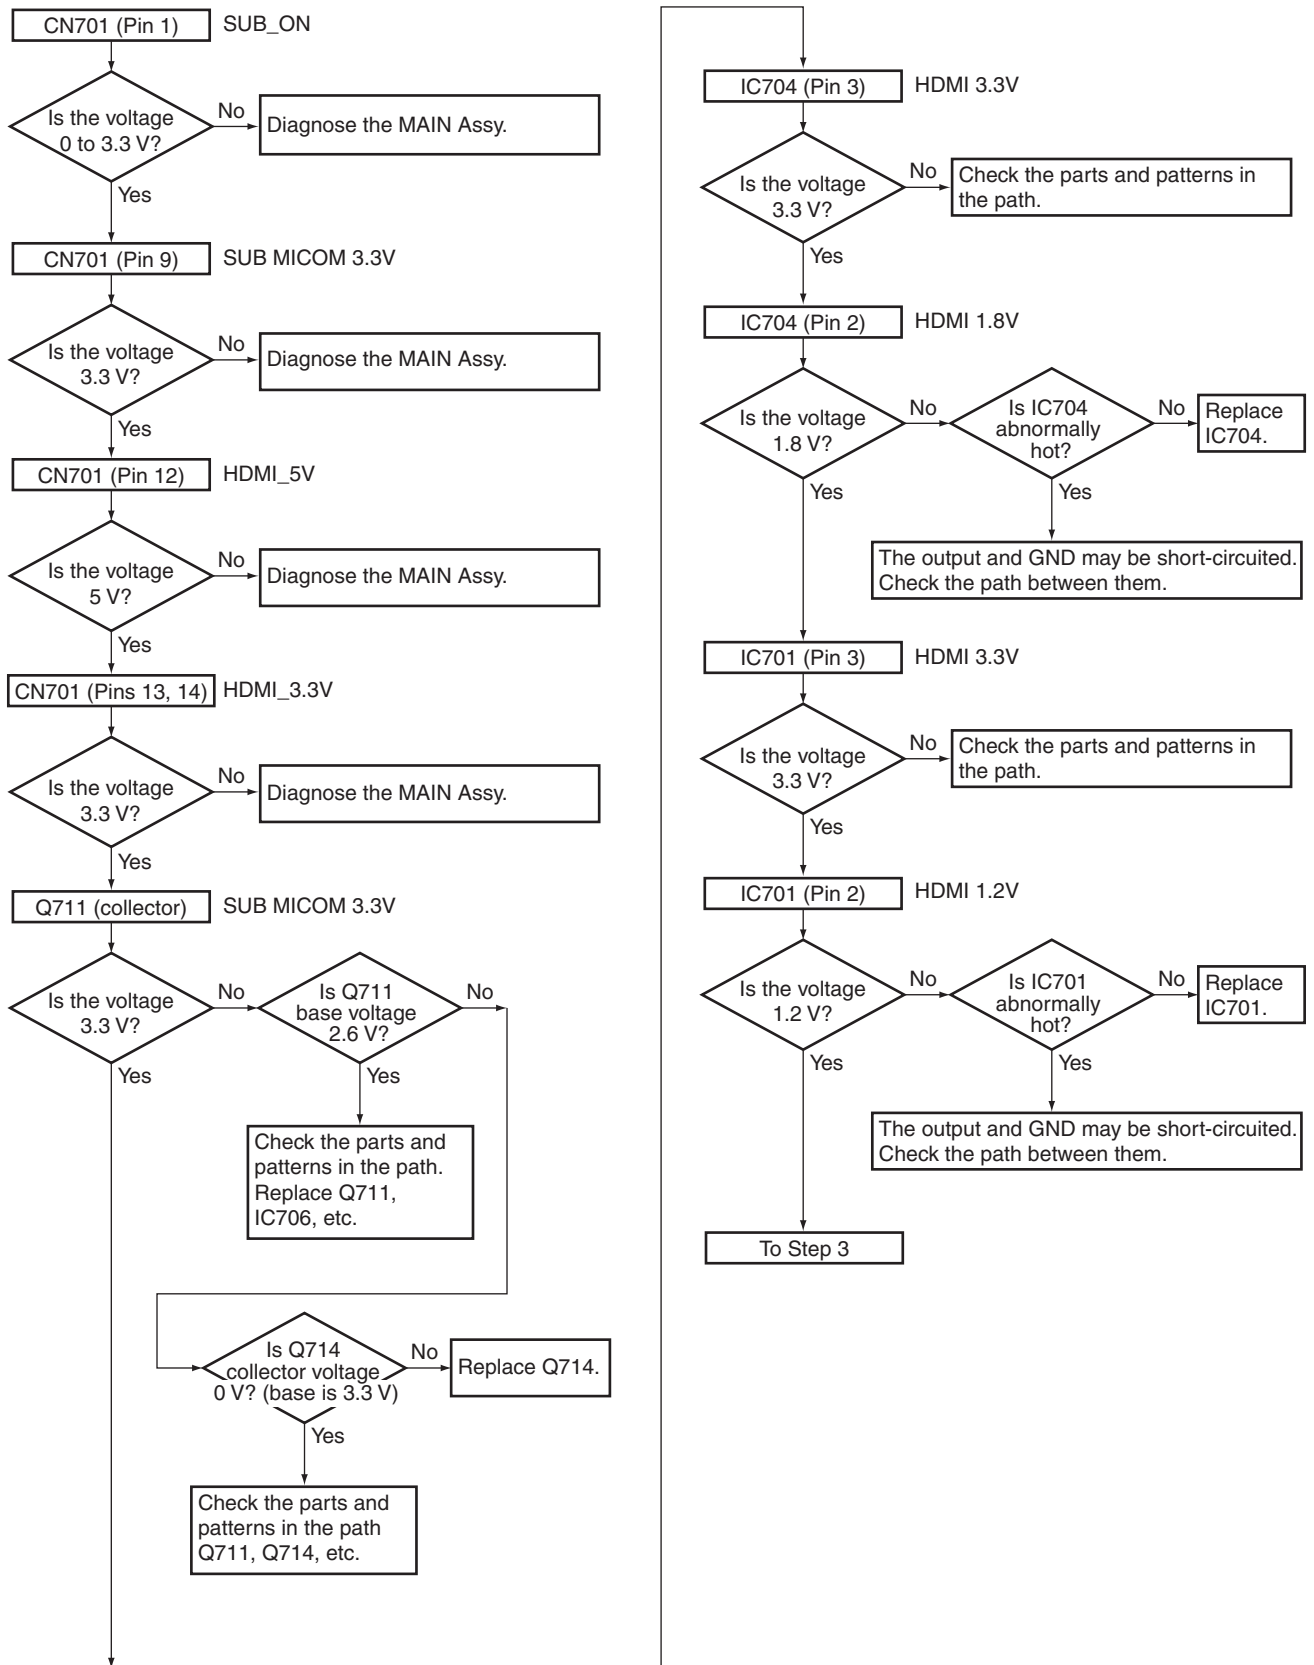 CN701 (Pin 1)
SUB_ON
Is the voltage
0 to 3.3 V?
No
Diagnose the MAIN Assy.
Yes
CN701 (Pin 9)
SUB MICOM 3.3V
Is the voltage
3.3 V?
No
Diagnose the MAIN Assy.
Yes
CN701 (Pin 12)
HDMI_5V
Is the voltage
5 V?
No
Diagnose the MAIN Assy.
Yes
CN701 (Pins 13, 14)
HDMI_3.3V
Is the voltage
3.3 V?
No
Diagnose the MAIN Assy.
Yes
Q711 (collector)
SUB MICOM 3.3V
Is the voltage
3.3 V?
No
Is Q711
base voltage
2.6 V?
No
Yes
Yes
Check the parts and
patterns in the path.
Replace Q711,
IC706, etc.
Is Q714
collector voltage
0 V? (base is 3.3 V)
No
Replace Q714.
Yes
Check the parts and
patterns in the path
Q711, Q714, etc.
IC704 (Pin 3)
HDMI 3.3V
Is the voltage
3.3 V?
No
Check the parts and patterns in
the path.
Yes
IC704 (Pin 2)
HDMI 1.8V
Is the voltage
1.8 V?
No
Is IC704
abnormally
hot?
No
Replace
IC704.
Yes
Yes
The output and GND may be short-circuited.
Check the path between them.
IC701 (Pin 3)
HDMI 3.3V
Is the voltage
3.3 V?
No
Check the parts and patterns in
the path.
Yes
IC701 (Pin 2)
HDMI 1.2V
Is the voltage
1.2 V?
No
Is IC701
abnormally
hot?
No
Replace
IC701.
Yes
Yes
The output and GND may be short-circuited.
Check the path between them.
To Step 3